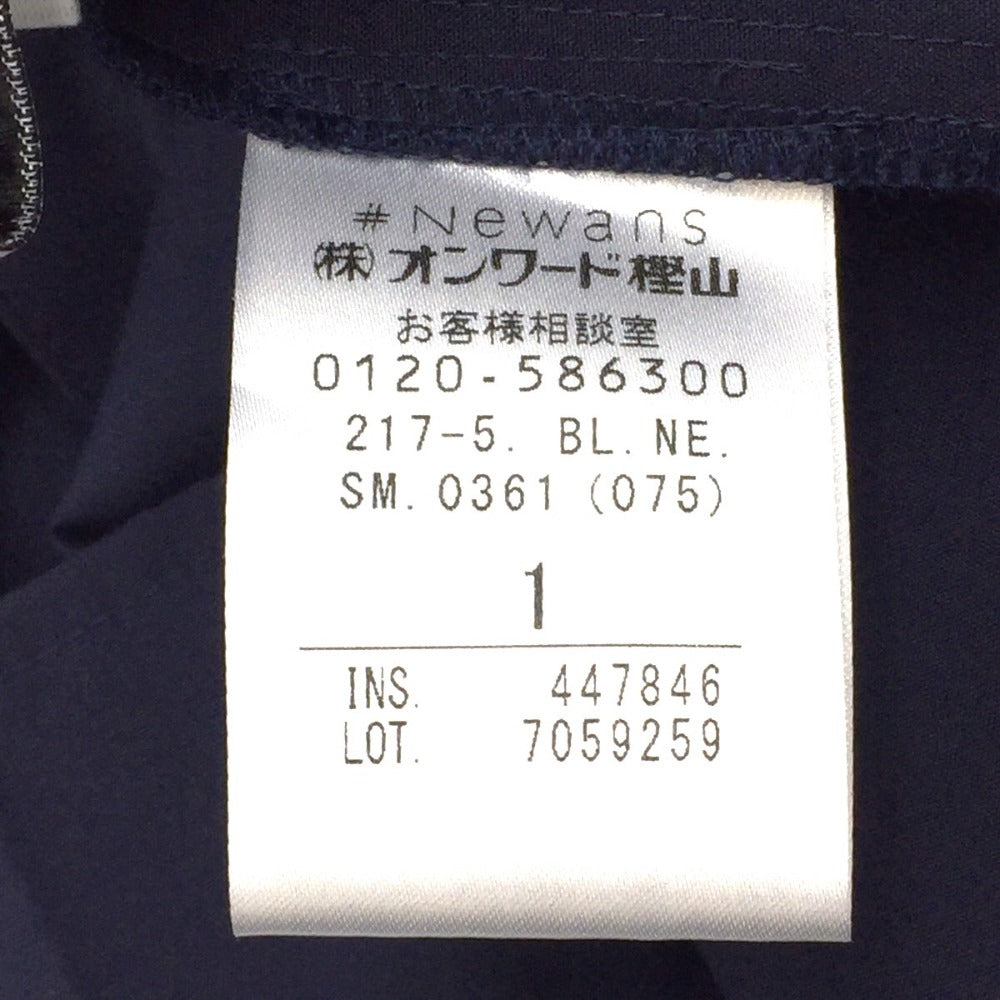 # Newans
㈱オンワード樫山
お客様相談室
0120-586300
217-5. BL. NE.
SM. 0361 (075)
1
INS. 447846
LOT. 7059259